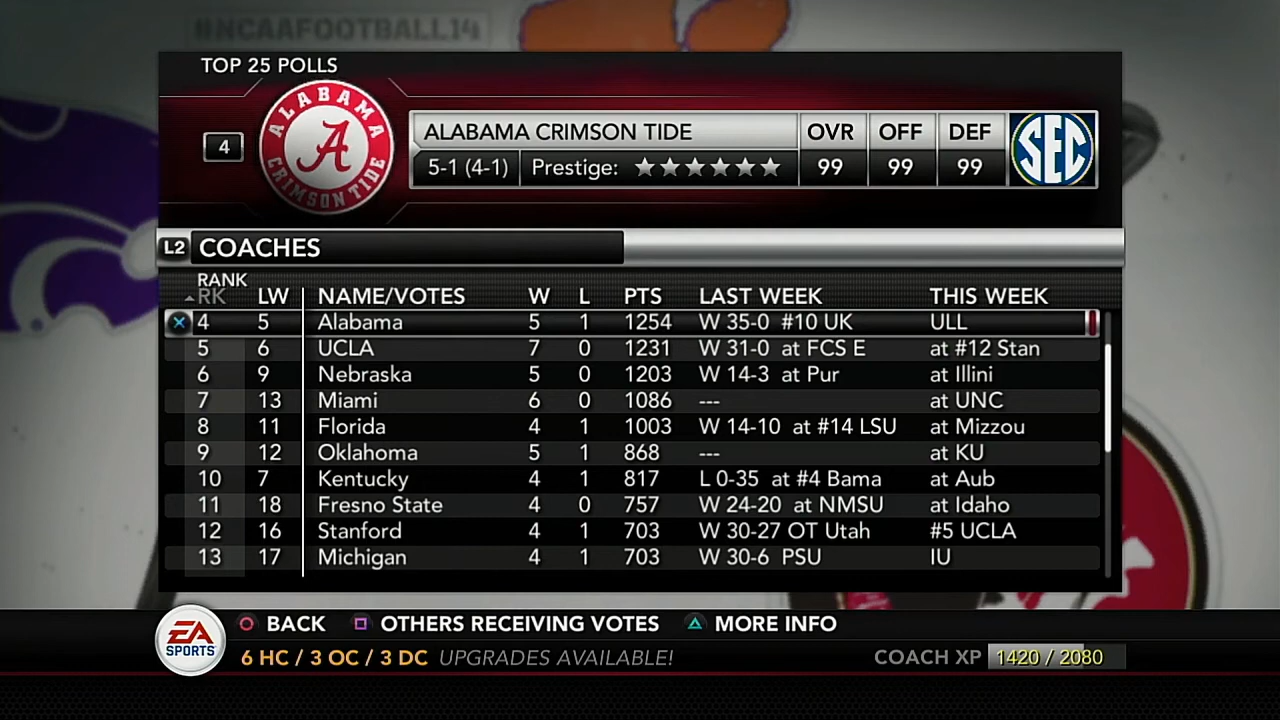 #NCAAFOOTBALL14
TOP 25 POLLS
4
ALABAMA CRIMSON TIDE
A
ALABAMA CRIMSON TIDE OVR OFF DEF
5-1 (4-1) Prestige: 99 99 99
SEC
L2 COACHES
RANK
RK LW NAME/VOTES W L PTS LAST WEEK THIS WEEK
4 5 Alabama 5 1 1254 W 35-0 #10 UK ULL
5 6 UCLA 7 0 1231 W 31-0 at FCS E at #12 Stan
6 9 Nebraska 5 0 1203 W 14-3 at Pur at Illini
7 13 Miami 6 0 1086 --- at UNC
8 11 Florida 4 1 1003 W 14-10 at #14 LSU at Mizzou
9 12 Oklahoma 5 1 868 --- at KU
10 7 Kentucky 4 1 817 L 0-35 at #4 Bama at Aub
11 18 Fresno State 4 0 757 W 24-20 at NMSU at Idaho
12 16 Stanford 4 1 703 W 30-27 OT Utah #5 UCLA
13 17 Michigan 4 1 703 W 30-6 PSU IU
EA SPORTS
BACK OTHERS RECEIVING VOTES MORE INFO
6 HC / 3 OC / 3 DC UPGRADES AVAILABLE! COACH XP 1420 / 2080